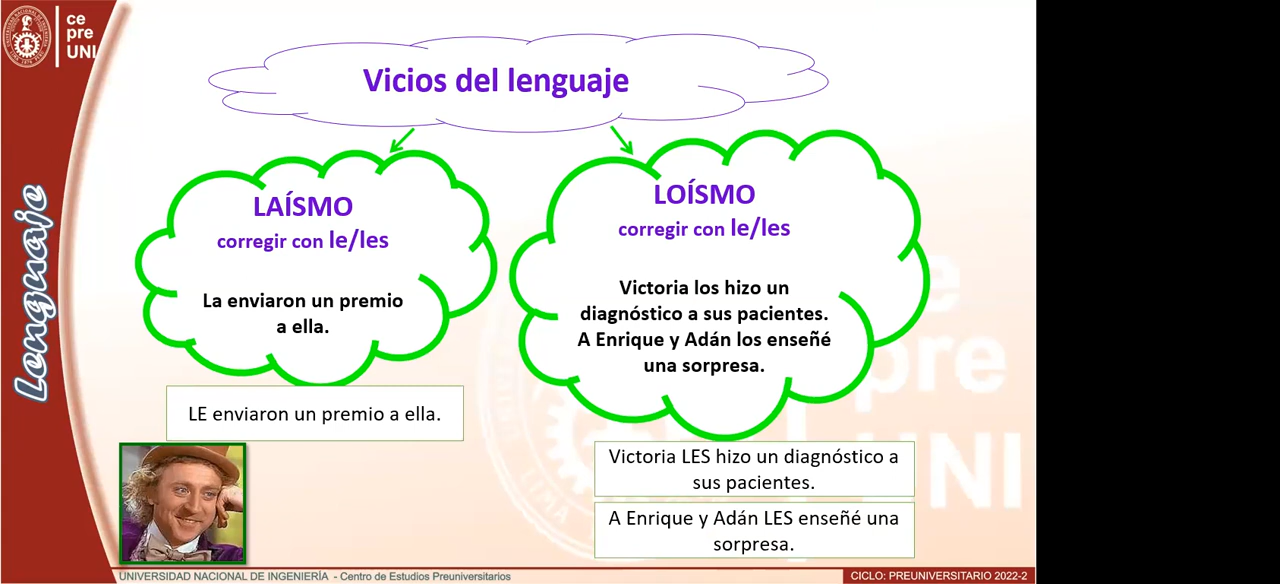 ce
pre
UNI
Lenguaje
Vicios del lenguaje
LAÍSMO
corregir con le/les
La enviaron un premio
a ella.
LE enviaron un premio a ella.
LOÍSMO
corregir con le/les
Victoria los hizo un
diagnóstico a sus pacientes.
A Enrique y Adán los enseñé
una sorpresa.
Victoria LES hizo un diagnóstico a
sus pacientes.
A Enrique y Adán LES enseñé una
sorpresa.
UNIVERSIDAD NACIONAL DE INGENIERÍA - Centro de Estudios Preuniversitarios
CICLO: PREUNIVERSITARIO 2022-2